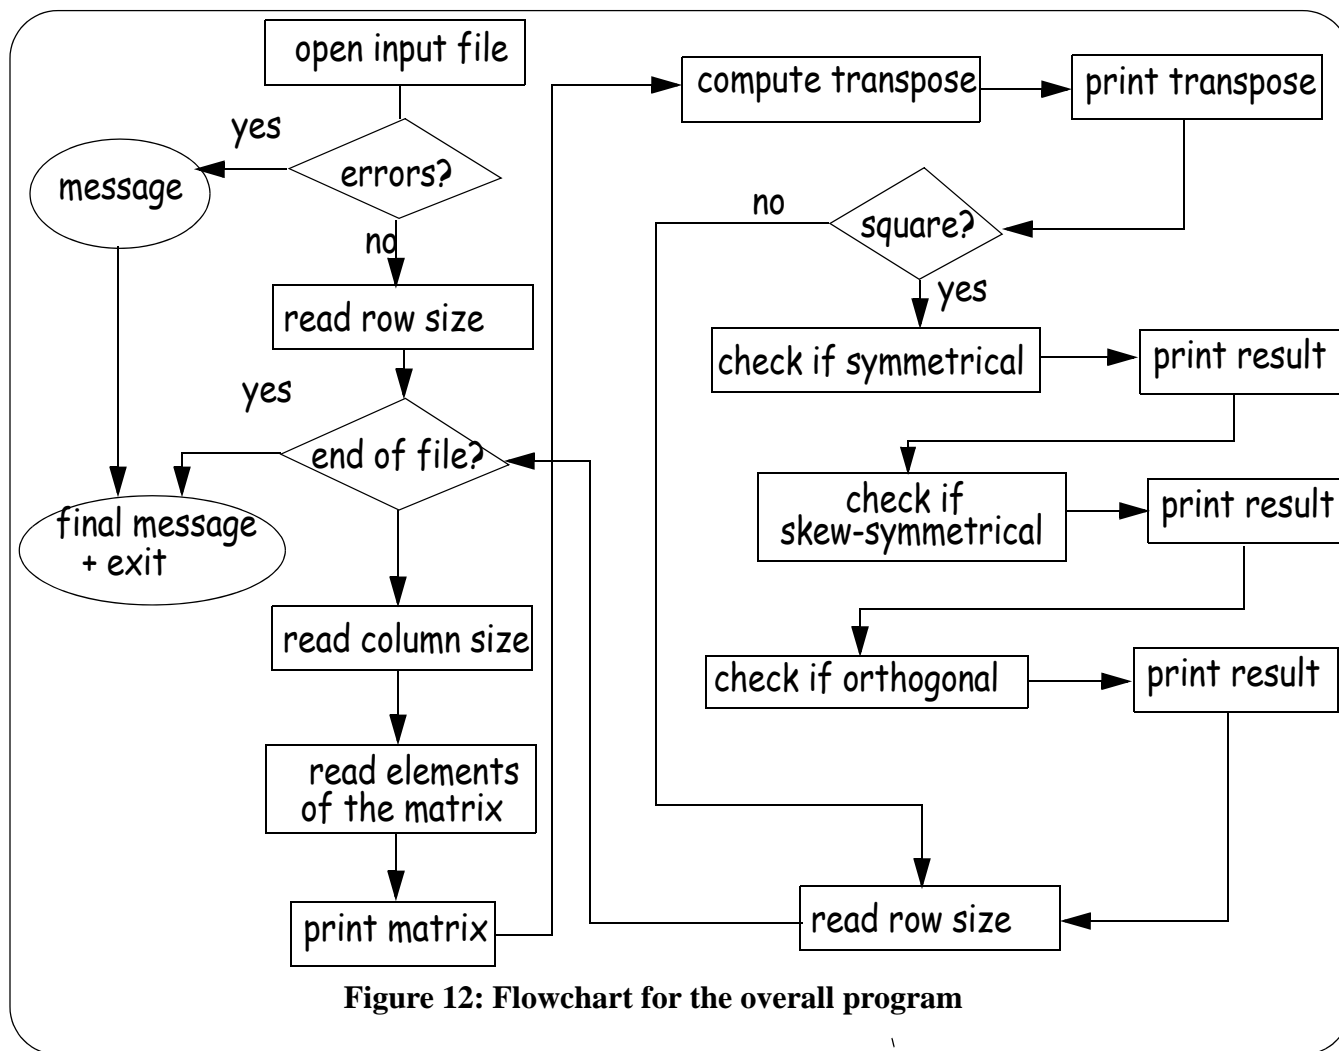 open input file
yes
errors?
message
no
read row size
yes
end of file?
final message
+ exit
read column size
read elements
of the matrix
print matrix
compute transpose
print transpose
no
square?
yes
check if symmetrical
print result
check if
skew-symmetrical
print result
check if orthogonal
print result
read row size
Figure 12: Flowchart for the overall program